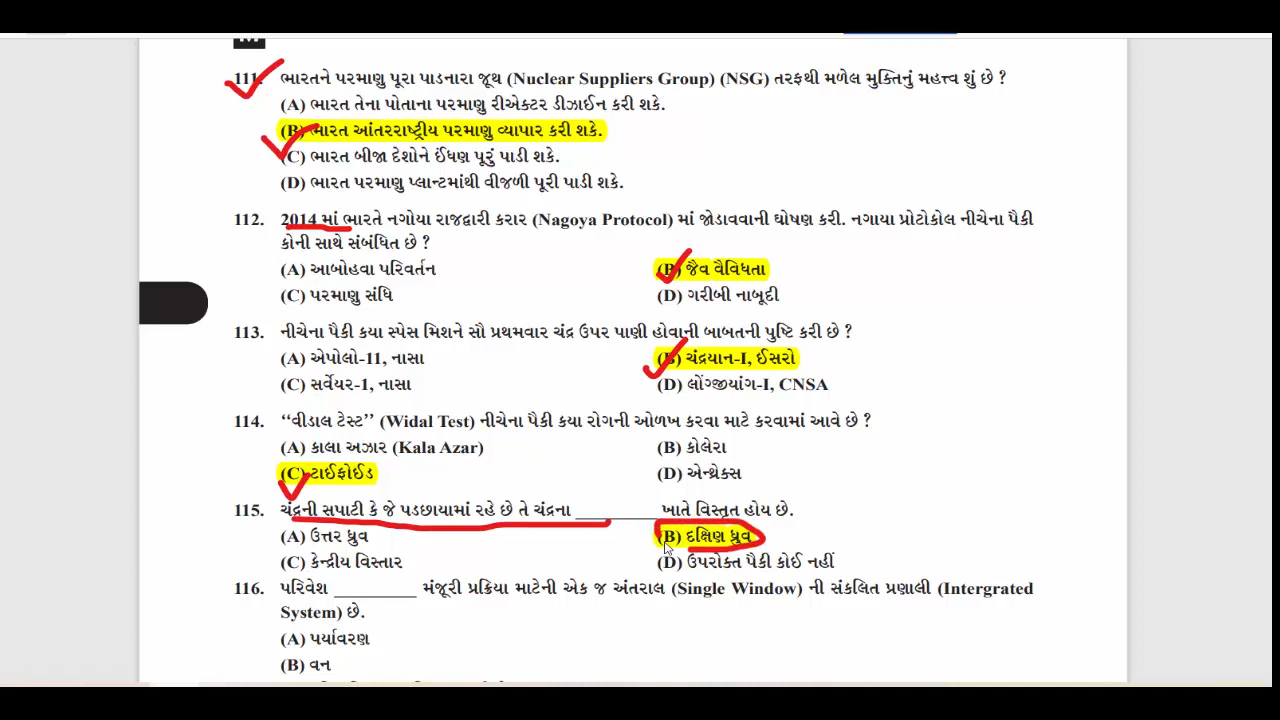 111. ભારતને પરમાણુ પૂરા પાડનારા જૂથ (Nuclear Suppliers Group) (NSG) તરફથી મળેલ મુક્તિનું મહત્ત્વ શું છે ?
(A) ભારત તેના પોતાના પરમાણુ રીએક્ટર ડીઝાઈન કરી શકે.
(B) ભારત આંતરરાષ્ટ્રીય પરમાણુ વ્યાપાર કરી શકે.
(C) ભારત બીજા દેશોને ઈંધણ પૂરું પાડી શકે.
(D) ભારત પરમાણુ પ્લાન્ટમાંથી વીજળી પૂરી પાડી શકે.
112. 2014 માં ભારતે નગોયા રાજદ્વારી કરાર (Nagoya Protocol) માં જોડાવવાની ઘોષણ કરી. નગાયા પ્રોટોકોલ નીચેના પૈકી
કોની સાથે સંબંધિત છે ?
(A) આબોહવા પરિવર્તન (B) જૈવ વૈવિધતા
(C) પરમાણુ સંધિ (D) ગરીબી નાબૂદી
113. નીચેના પૈકી કયા સ્પેસ મિશને સૌ પ્રથમવાર ચંદ્ર ઉપર પાણી હોવાની બાબતની પુષ્ટિ કરી છે ?
(A) એપોલો-11, નાસા (B) ચંદ્રયાન-I, ઈસરો
(C) સર્વેયર-1, નાસા (D) લોંગ્જીયાંગ-I, CNSA
114. ‘‘વીડાલ ટેસ્ટ’’ (Widal Test) નીચેના પૈકી કયા રોગની ઓળખ કરવા માટે કરવામાં આવે છે ?
(A) કાલા અઝાર (Kala Azar) (B) કોલેરા
(C) ટાઈફોઈડ (D) એન્થ્રેક્સ
115. ચંદ્રની સપાટી કે જે પડછાયામાં રહે છે તે ચંદ્રના __________ ખાતે વિસ્તૃત હોય છે.
(A) ઉત્તર ધ્રુવ (B) દક્ષિણ ધ્રુવ
(C) કેન્દ્રીય વિસ્તાર (D) ઉપરોક્ત પૈકી કોઈ નહીં
116. પરિવેશ __________ મંજૂરી પ્રક્રિયા માટેની એક જ અંતરાલ (Single Window) ની સંકલિત પ્રણાલી (Intergrated
System) છે.
(A) પર્યાવરણ
(B) વન